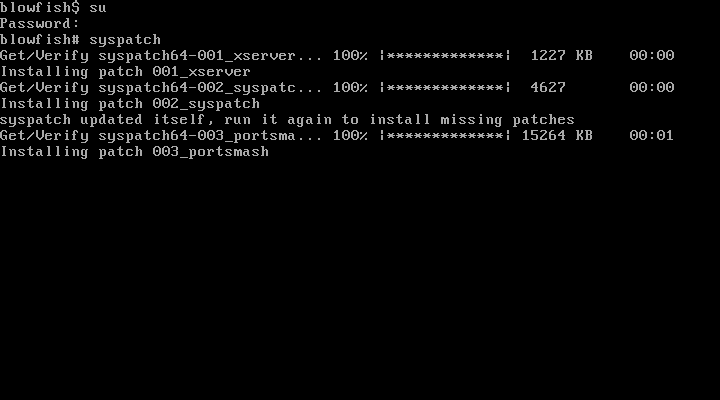 blowfish$ su
Password:
blowfish# syspatch
Get/Verify syspatch64-001_xserver... 100% |*************| 1227 KB 00:00
Installing patch 001_xserver
Get/Verify syspatch64-002_syspatc... 100% |*************| 4627 00:00
Installing patch 002_syspatch
syspatch updated itself, run it again to install missing patches
Get/Verify syspatch64-003_portsma... 100% |*************| 15264 KB 00:01
Installing patch 003_portsmash